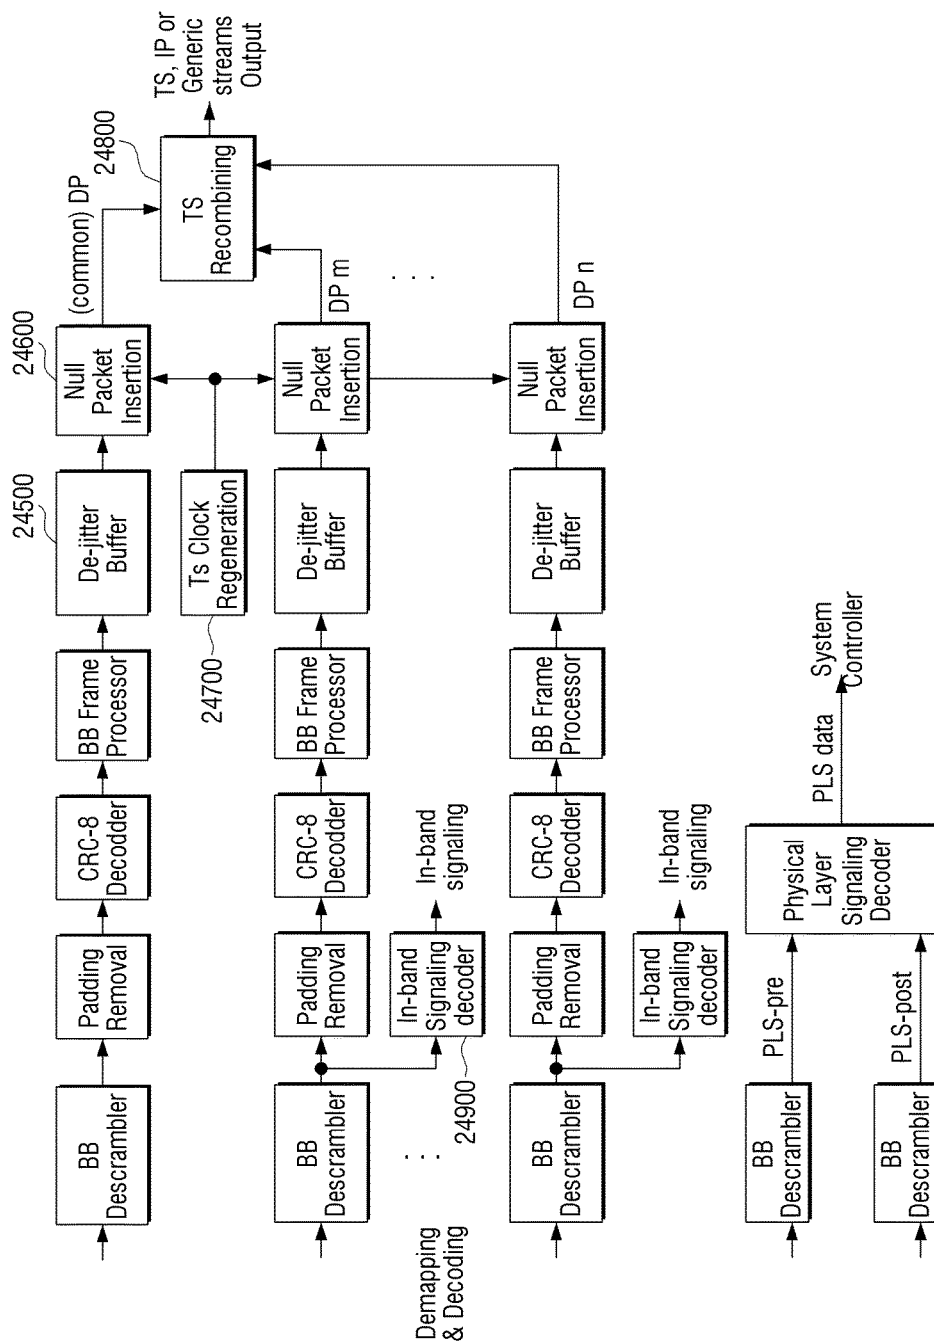 BB
Descrambler
Padding
Removal
CRC-8
Decodder
BB Frame
Processor
24500
De-jitter
Buffer
24600
Null
Packet
Insertion
(common) DP
24700
Ts Clock
Regeneration
24800
TS
Recombining
TS, IP or
Generic
streams
Output
BB
Descrambler
Padding
Removal
CRC-8
Decodder
BB Frame
Processor
De-jitter
Buffer
Null
Packet
Insertion
DP m
24900
In-band
Signaling
decoder
In-band
signaling
. . .
. . .
Demapping
& Decoding
BB
Descrambler
Padding
Removal
CRC-8
Decodder
BB Frame
Processor
De-jitter
Buffer
Null
Packet
Insertion
DP n
In-band
Signaling
decoder
In-band
signaling
BB
Descrambler
PLS-pre
Physical
Layer
Signaling
Decoder
PLS data
System
Controller
BB
Descrambler
PLS-post